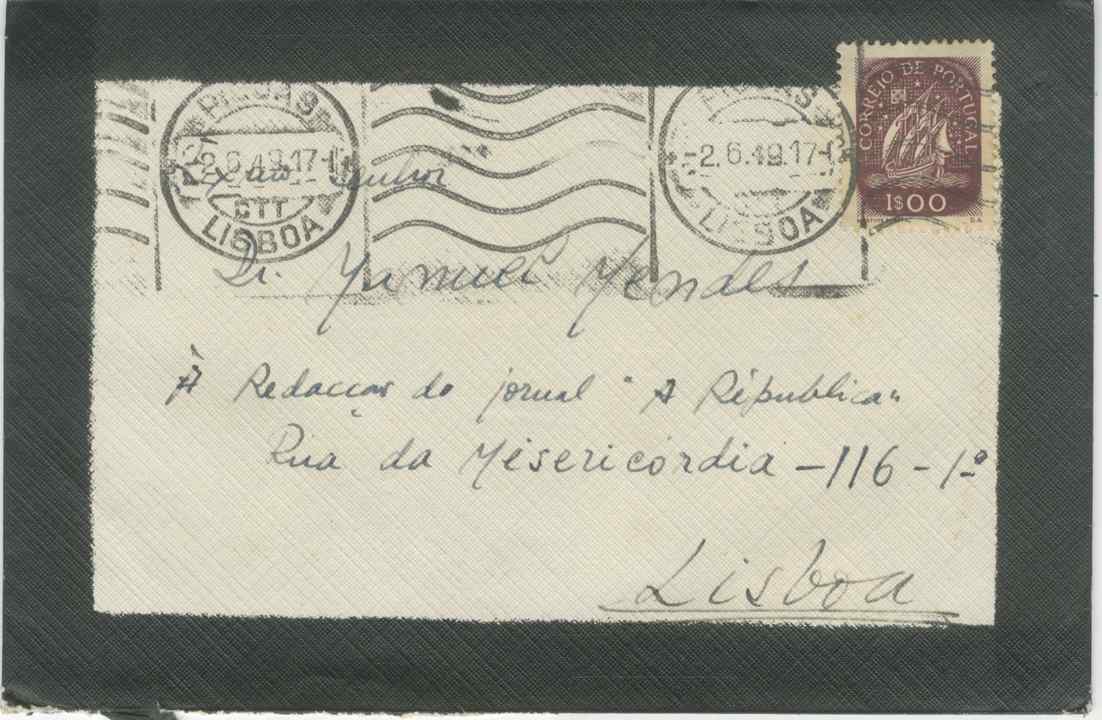 CORREIO DE PORTUGAL
1$00
2.6.49.17
CTT
LISBOA
-2.6.49.17-
LISBOA
Exmo Senhor
Dr. Manuel Mendes
À Redacção do jornal "A República"
Rua da Misericórdia - 116 - 1º
Lisboa